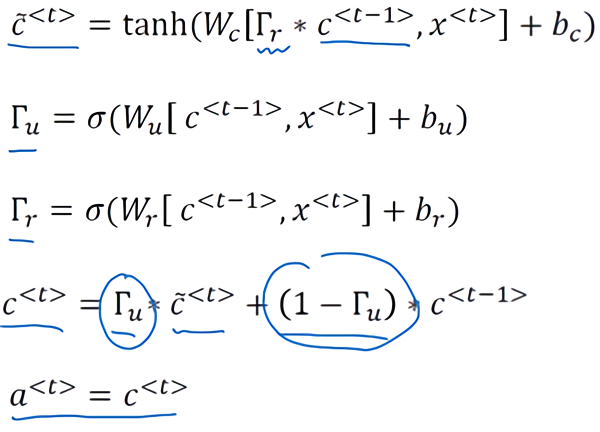 c̃^{<t>} = tanh(W_c[Γ_r * c^{<t−1>}, x^{<t>}] + b_c)
Γ_u = σ(W_u[ c^{<t−1>}, x^{<t>}] + b_u)
Γ_r = σ(W_r[ c^{<t−1>}, x^{<t>}] + b_r)
c^{<t>} = Γ_u * c̃^{<t>} + (1 − Γ_u) * c^{<t−1>}
a^{<t>} = c^{<t>}